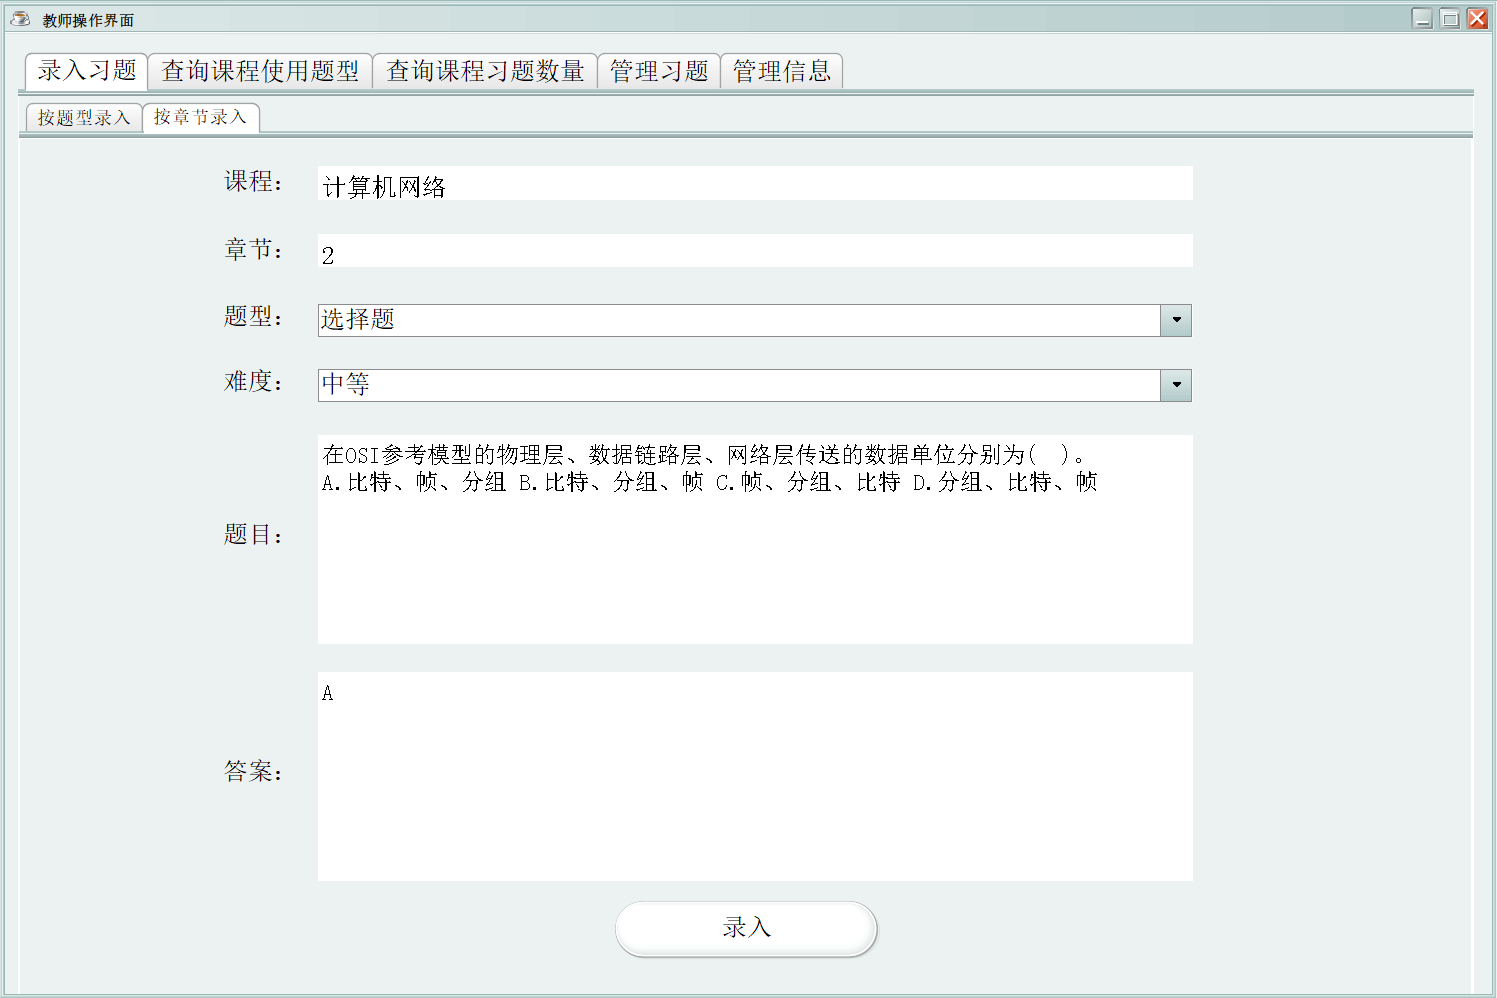 教师操作界面
录入习题 查询课程使用题型 查询课程习题数量 管理习题 管理信息
按题型录入 按章节录入
课程： 计算机网络
章节： 2
题型： 选择题
难度： 中等
题目：
在OSI参考模型的物理层、数据链路层、网络层传送的数据单位分别为(  )。
A.比特、帧、分组 B.比特、分组、帧 C.帧、分组、比特 D.分组、比特、帧
答案：
A
录入